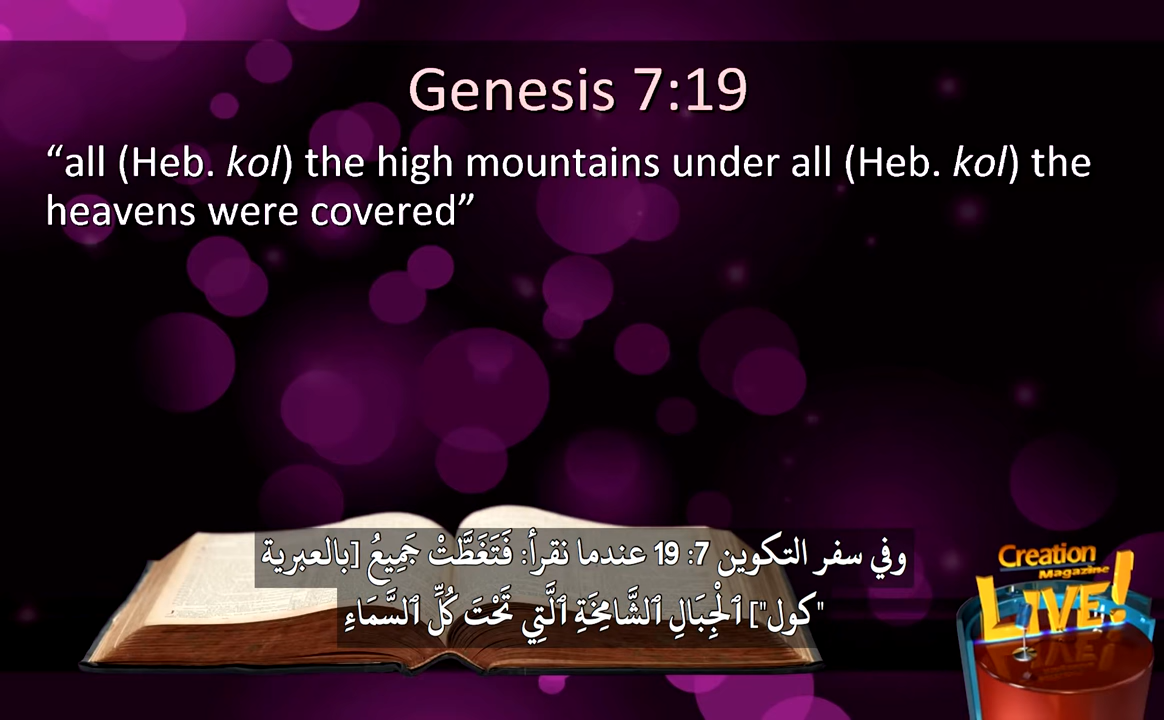 Genesis 7:19
“all (Heb. kol) the high mountains under all (Heb. kol) the
heavens were covered”
وفي سفر التكوين 7: 19 عندما نقرأ: فَتَغَطَّتْ جَمِيعُ [بالعبرية
"كول"] ٱلْجِبَالِ ٱلشَّامِخَةِ ٱلَّتِي تَحْتَ كُلِّ ٱلسَّمَاءِ
Creation
Magazine
LIVE!